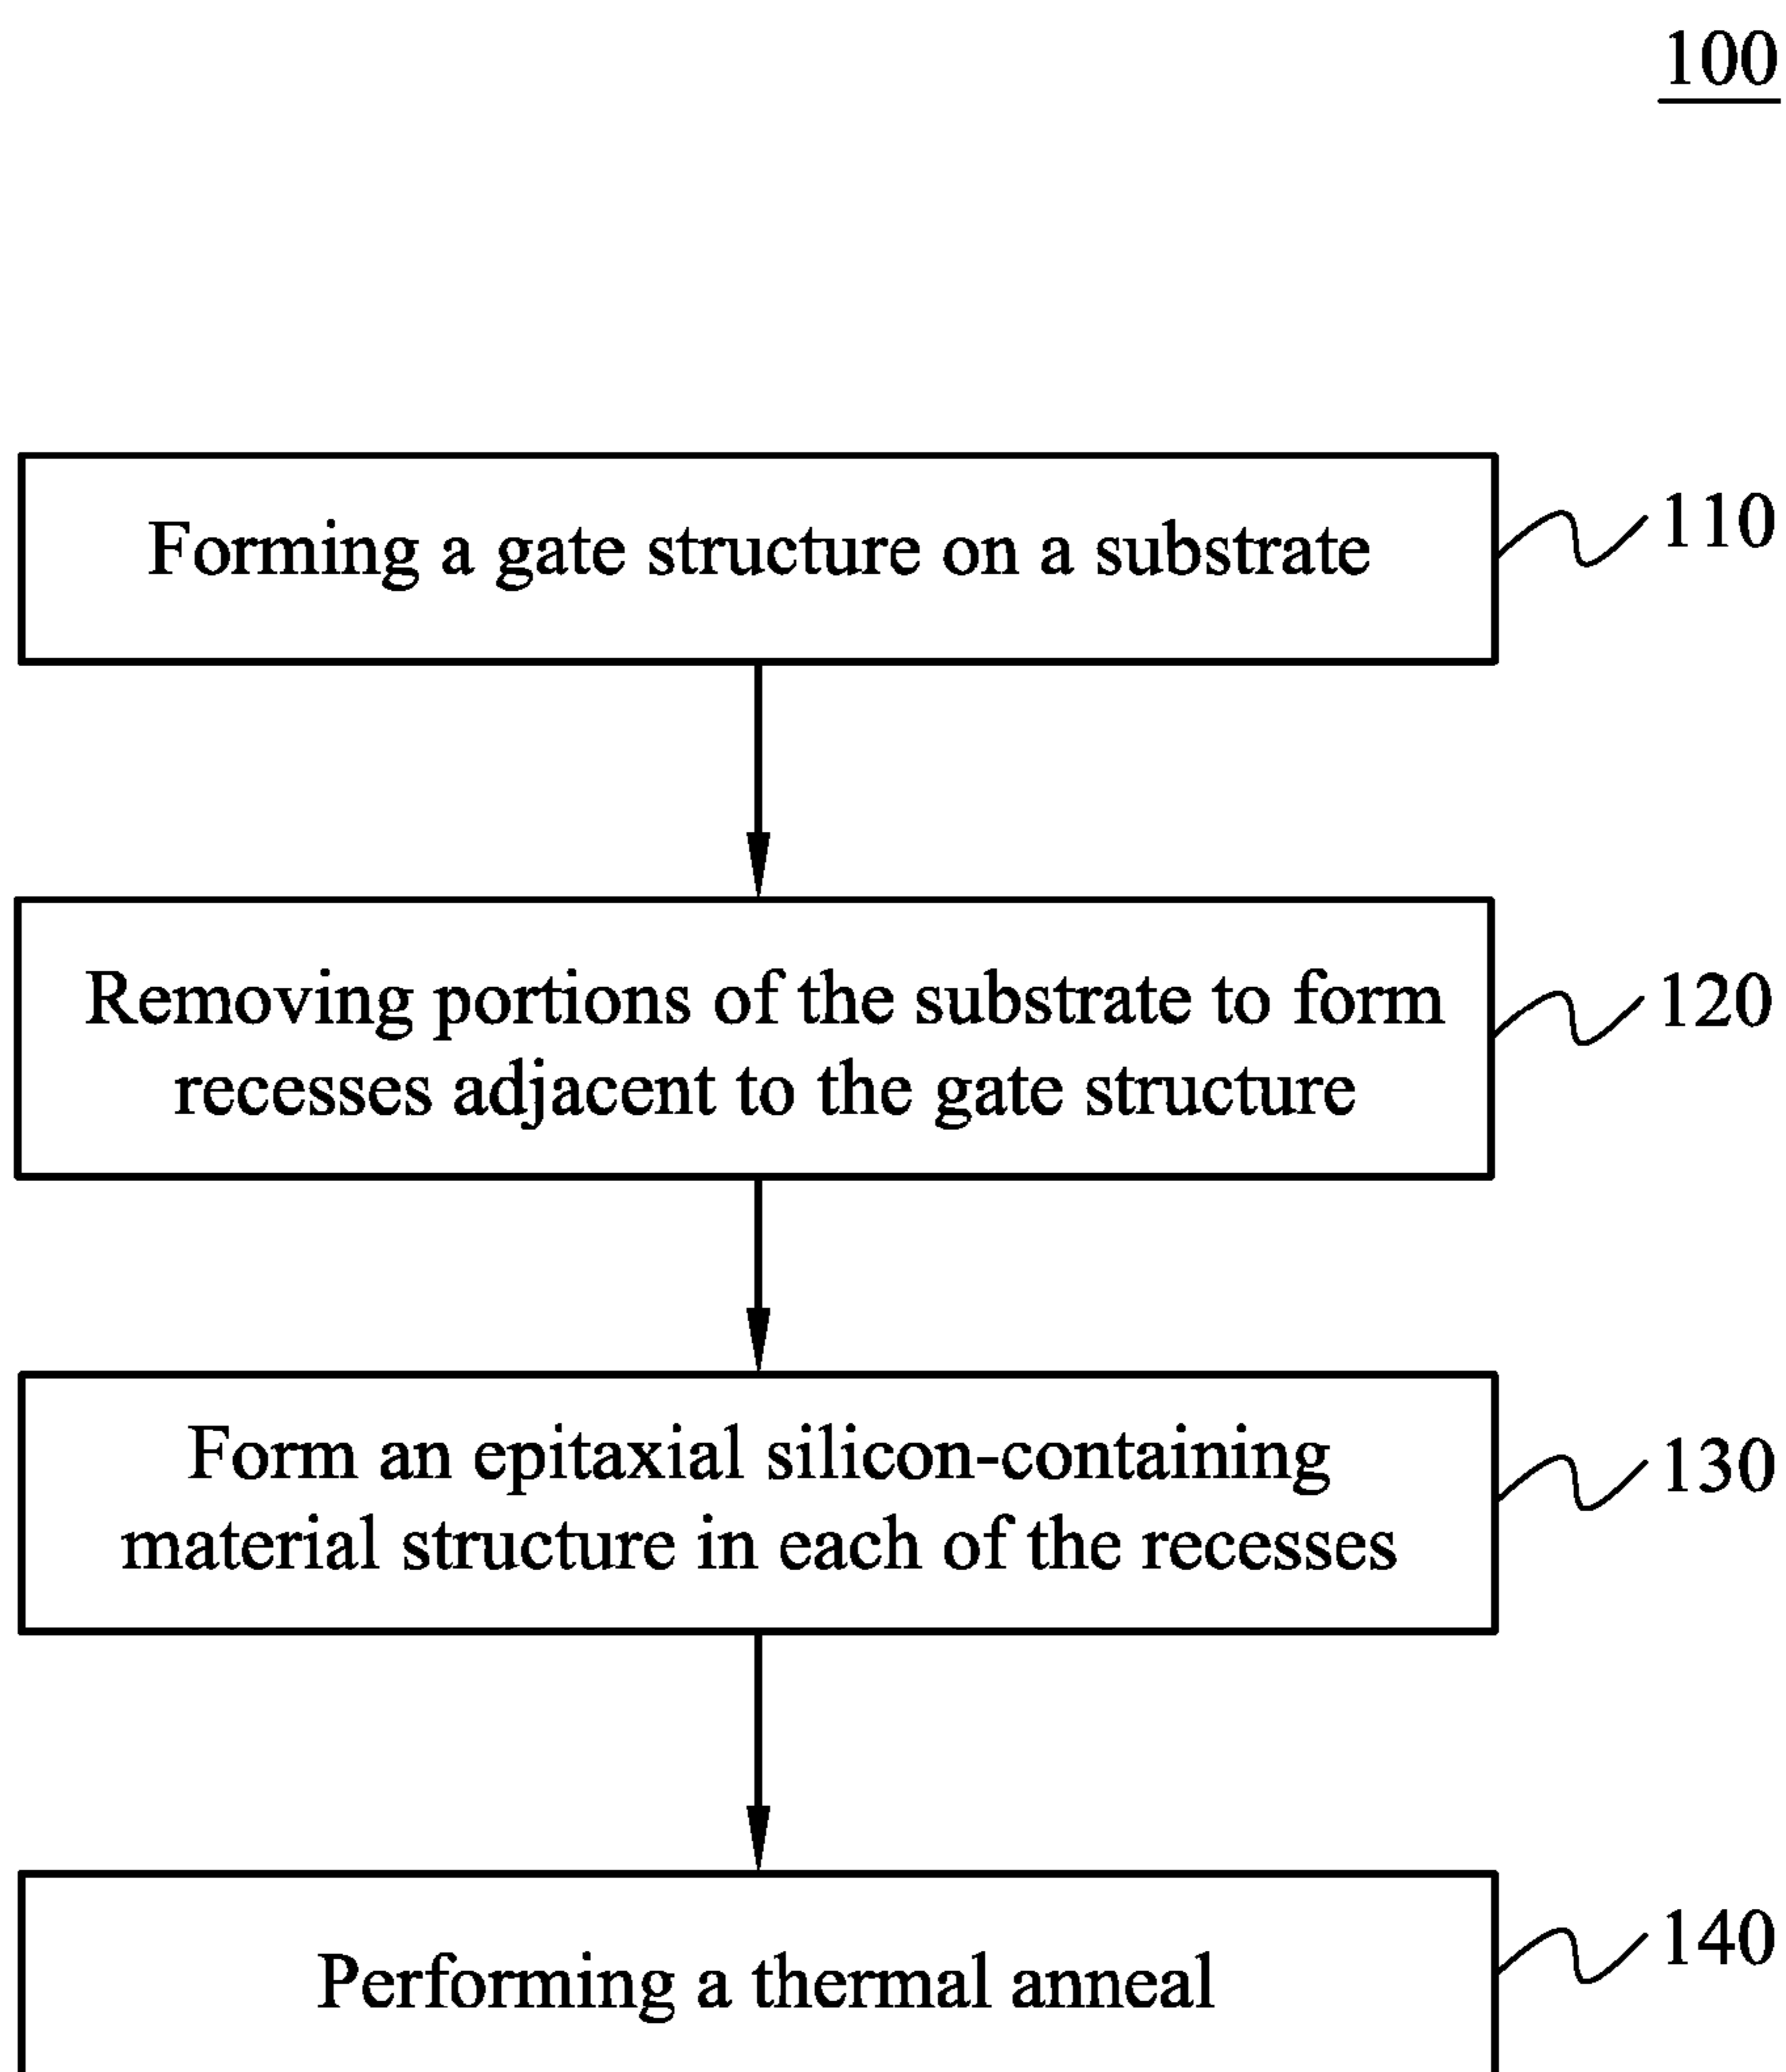 100
Forming a gate structure on a substrate
110
Removing portions of the substrate to form
recesses adjacent to the gate structure
120
Form an epitaxial silicon-containing
material structure in each of the recesses
130
Performing a thermal anneal
140